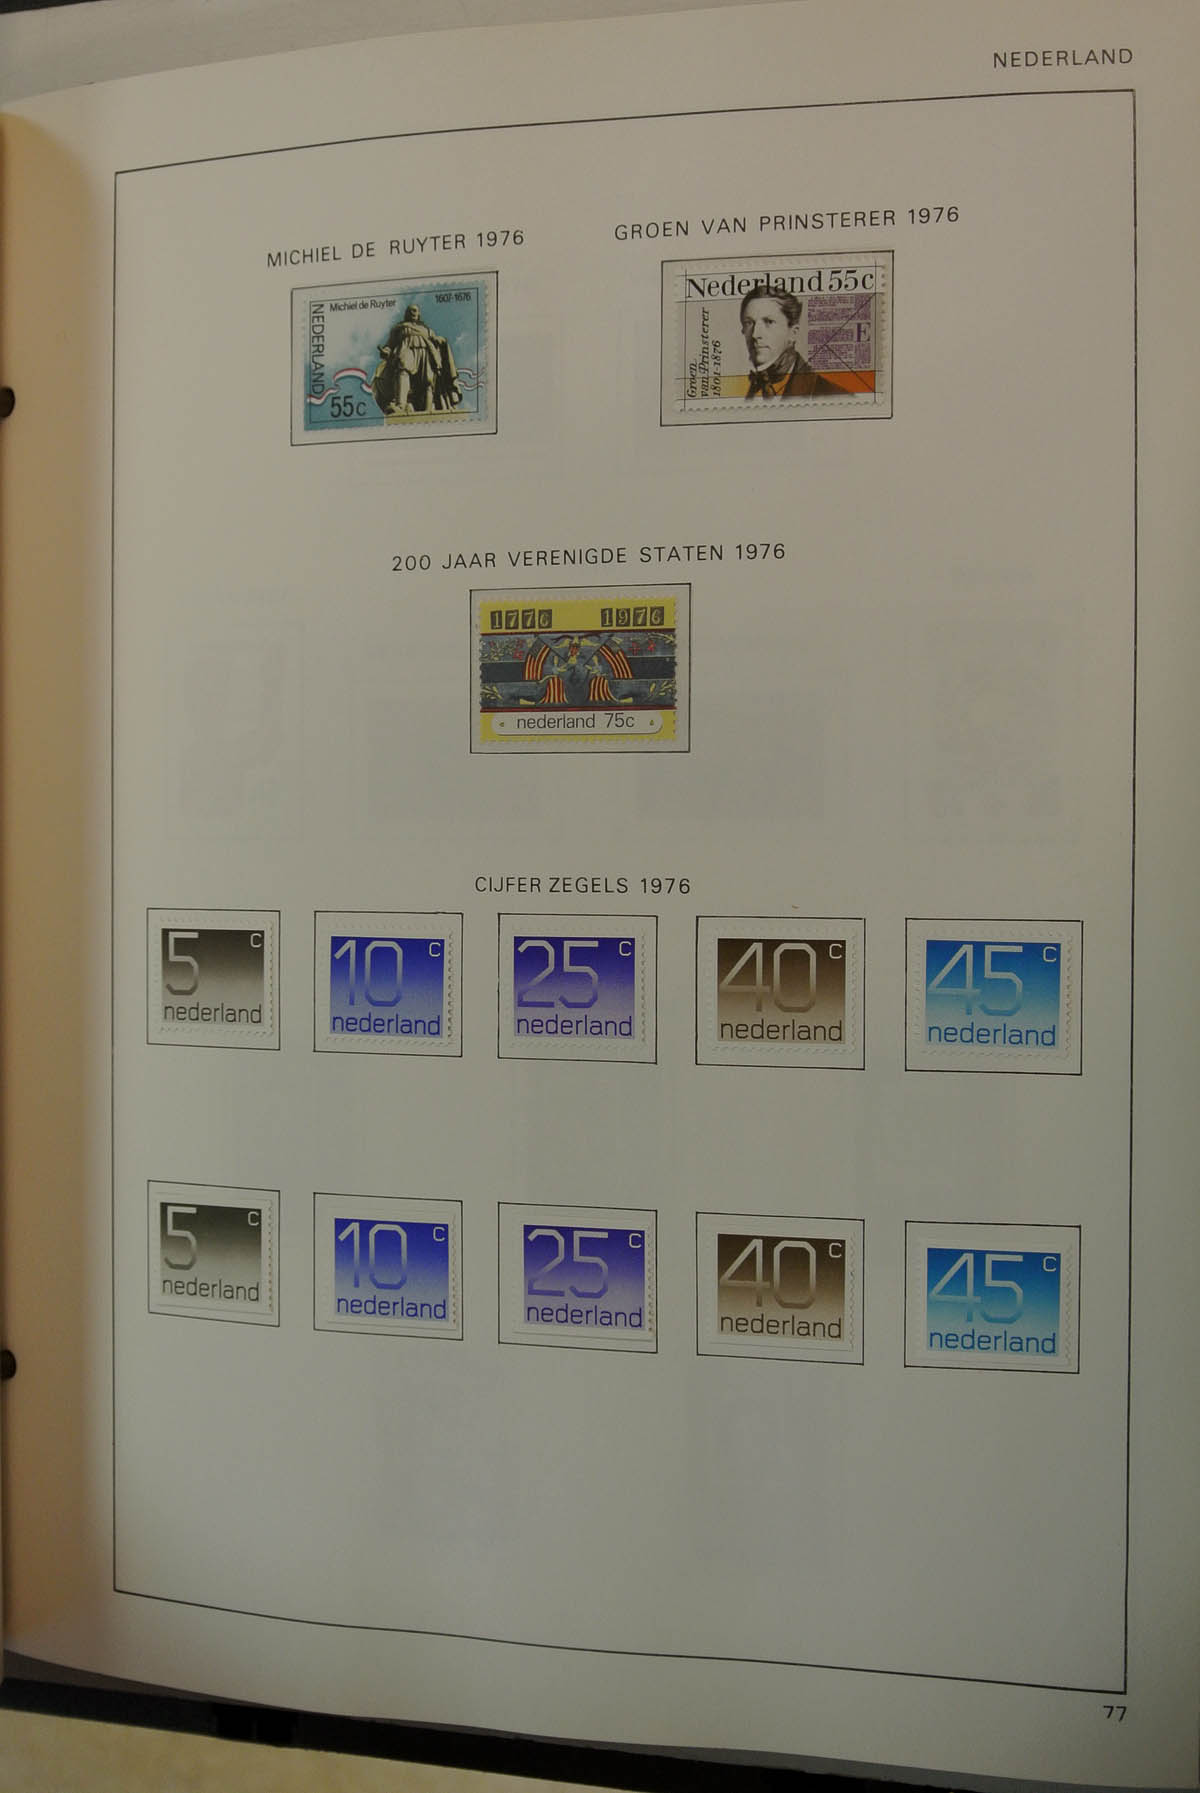 NEDERLAND
MICHIEL DE RUYTER 1976
GROEN VAN PRINSTERER 1976
Michiel de Ruyter
1607-1676
NEDERLAND
55c
Nederland 55c
Groen
van Prinsterer
1801-1876
E
200 JAAR VERENIGDE STATEN 1976
1776 1976
nederland 75c
CIJFER ZEGELS 1976
5 c
nederland
10 c
nederland
25 c
nederland
40 c
nederland
45 c
nederland
5 c
nederland
10 c
nederland
25 c
nederland
40 c
nederland
45 c
nederland
77